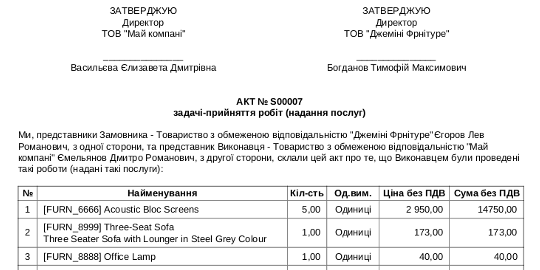 ЗАТВЕРДЖУЮ ЗАТВЕРДЖУЮ
Директор Директор
ТОВ "Май компані" ТОВ "Джеміні Фрнітуре"
Васильєва Єлизавета Дмитрівна Богданов Тимофій Максимович
АКТ № S00007
задачі-прийняття робіт (надання послуг)
Ми, представники Замовника - Товариство з обмеженою відповідальністю "Джеміні Фрнітуре"Єгоров Лев
Романович, з одної сторони, та представник Виконавця - Товариство з обмеженою відповідальністю "Май
компані" Ємельянов Дмитро Романович, з другої сторони, склали цей акт про те, що Виконавцем були проведені
такі роботи (надані такі послуги):
№ Найменування Кіл-сть Од.вим. Ціна без ПДВ Сума без ПДВ
1 [FURN_6666] Acoustic Bloc Screens 5,00 Одиниці 2 950,00 14750,00
2 [FURN_8999] Three-Seat Sofa
Three Seater Sofa with Lounger in Steel Grey Colour 1,00 Одиниці 173,00 173,00
3 [FURN_8888] Office Lamp 1,00 Одиниці 40,00 40,00